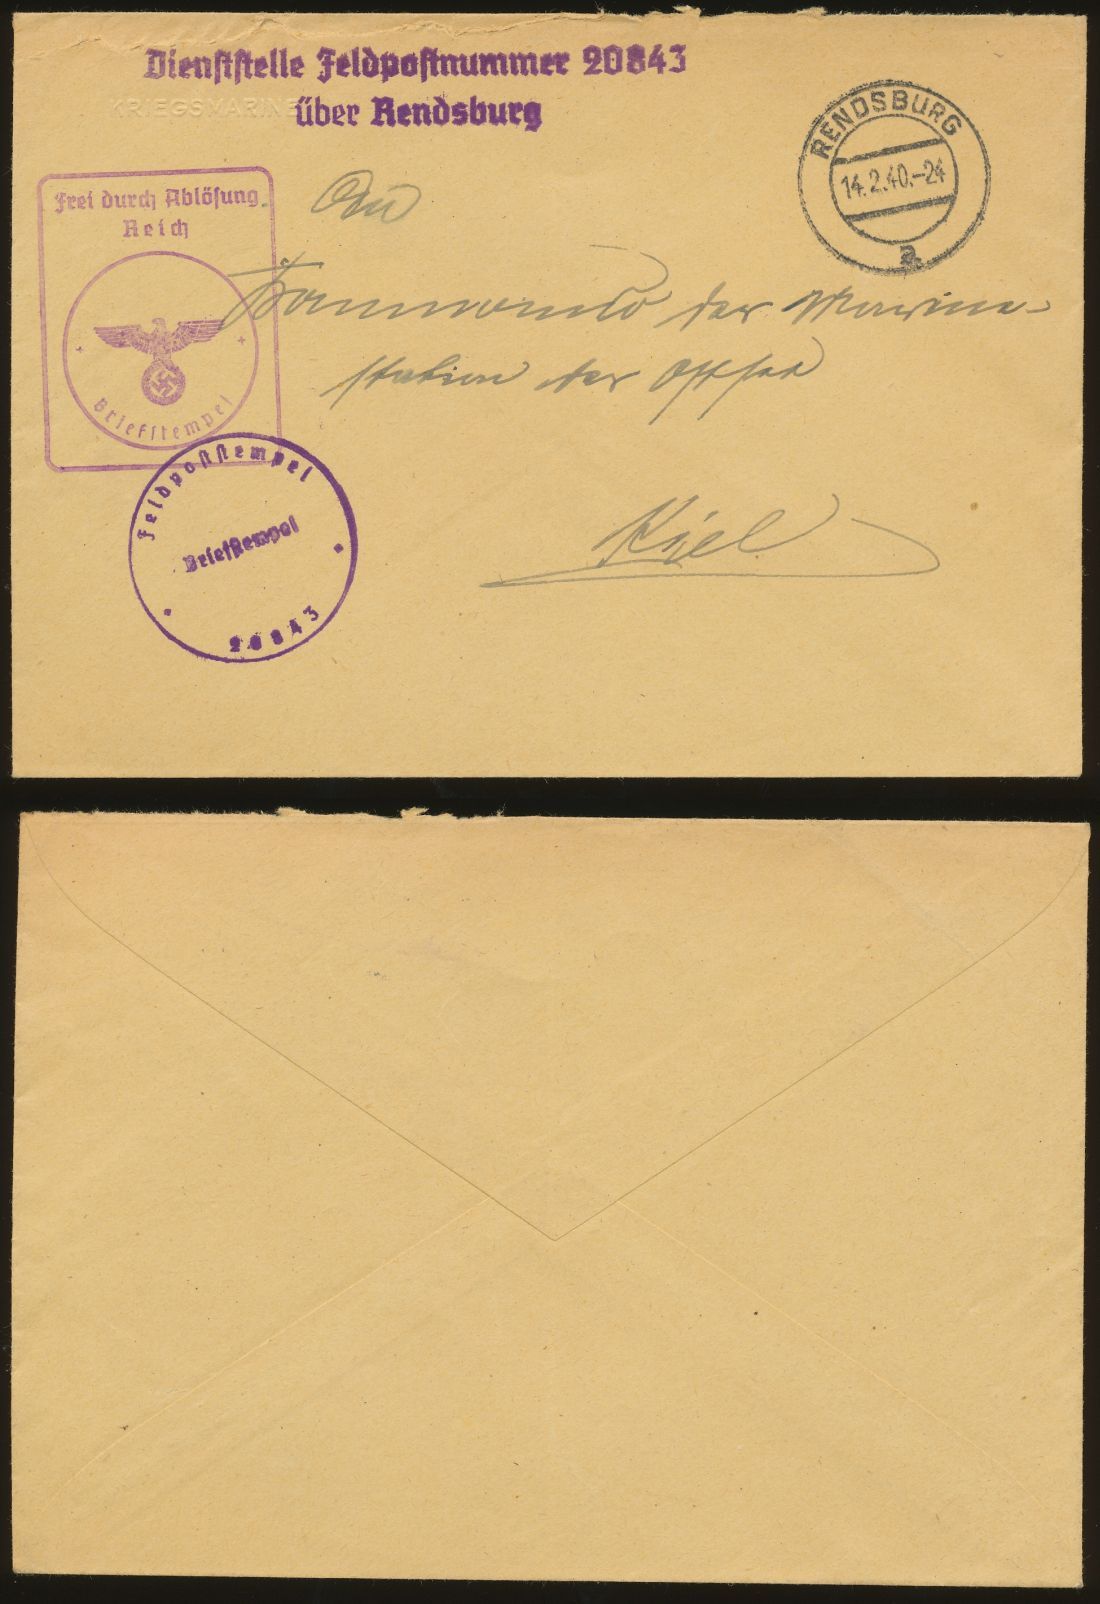 Dienststelle Feldpostnummer 20843
über Rendsburg
KRIEGSMARINE
RENDSBURG
14.2.40.-24
a
Frei durch Ablösung
Reich
Briefstempel
An
Kommando der Marine-
station der Ostsee
Kiel
Feldpoststempel
Briefstempel
20843